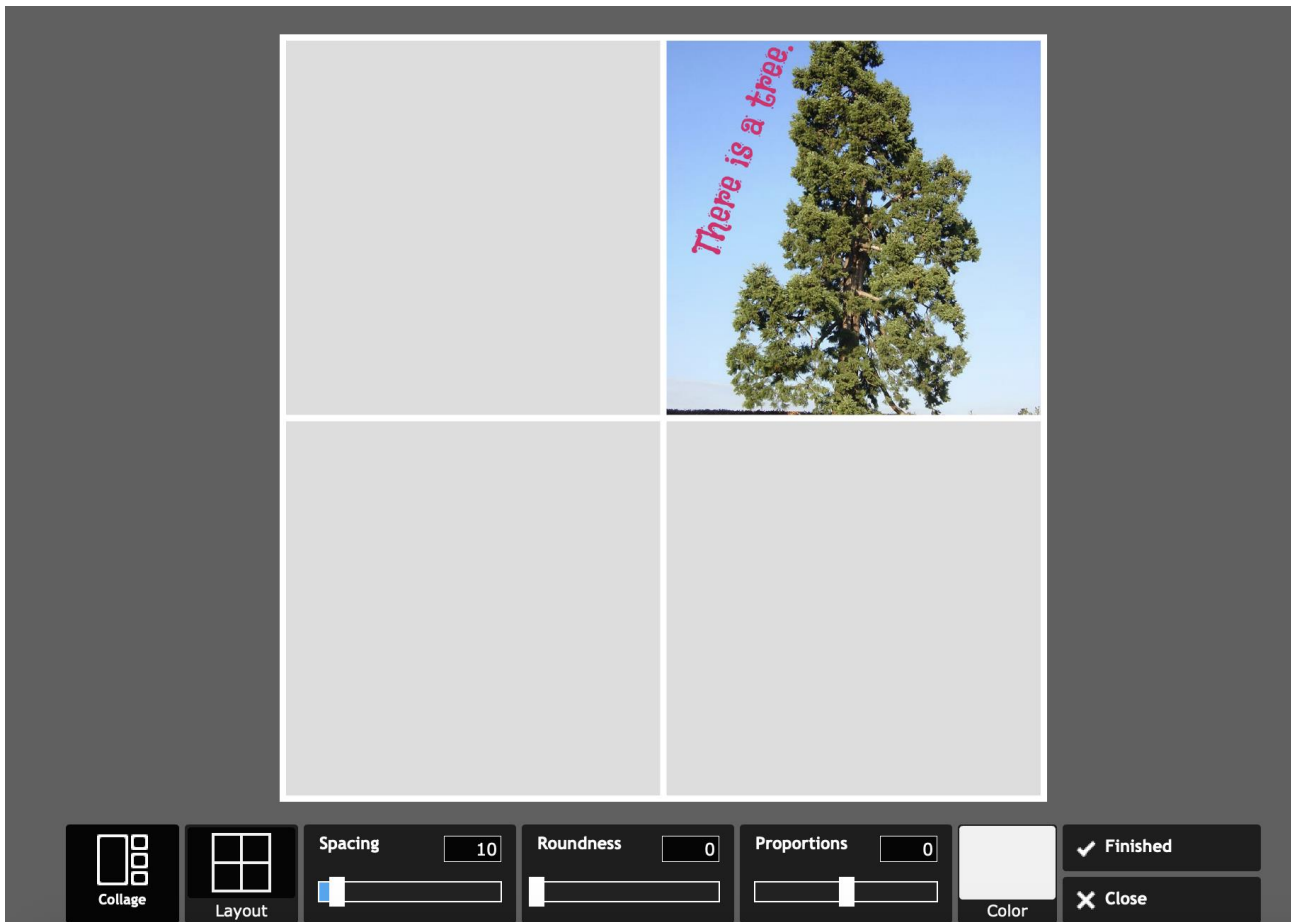 There is a tree.
Collage
Layout
Spacing 10
Roundness 0
Proportions 0
Color
Finished
Close